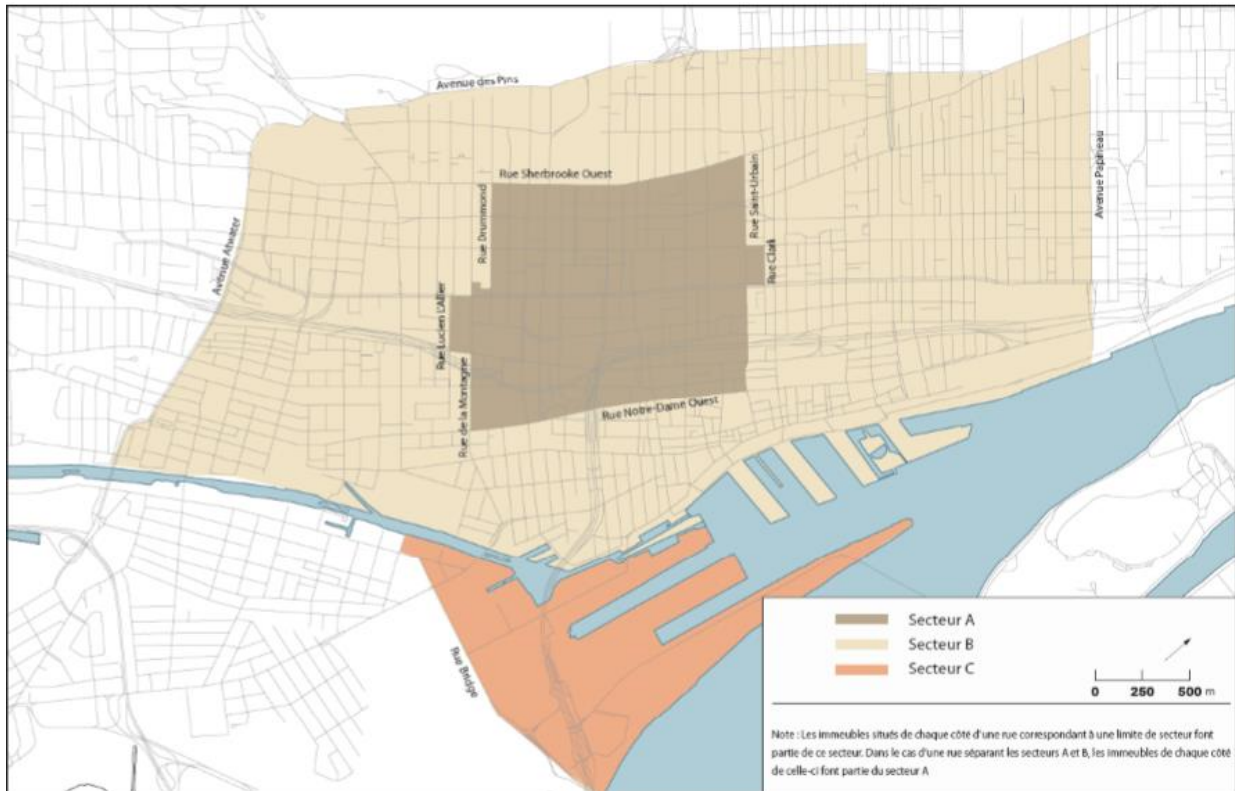 Avenue des Pins
Rue Sherbrooke Ouest
Rue Drummond
Rue Saint-Urbain
Avenue Papineau
Avenue Atwater
Rue Clark
Rue Lucien L'Allier
Rue de la Montagne
Rue Notre-Dame Ouest
Rue Bridge
Secteur A
Secteur B
Secteur C
0 250 500 m
Note : Les immeubles situés de chaque côté d'une rue correspondant à une limite de secteur font
partie de ce secteur. Dans le cas d'une rue séparant les secteurs A et B, les immeubles de chaque côté
de celle-ci font partie du secteur A